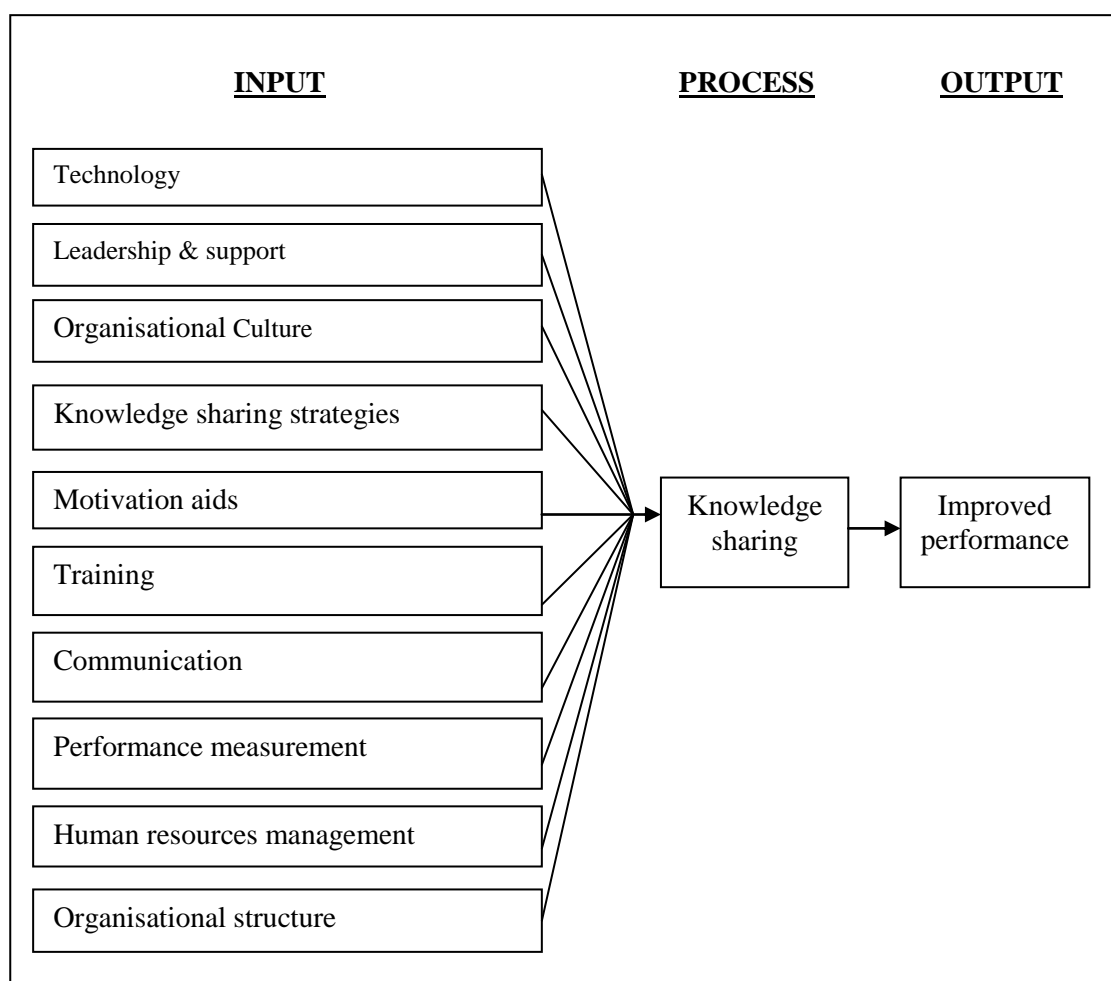 INPUT PROCESS OUTPUT
Technology
Leadership & support
Organisational Culture
Knowledge sharing strategies
Motivation aids
Training
Communication
Performance measurement
Human resources management
Organisational structure
Knowledge
sharing
Improved
performance